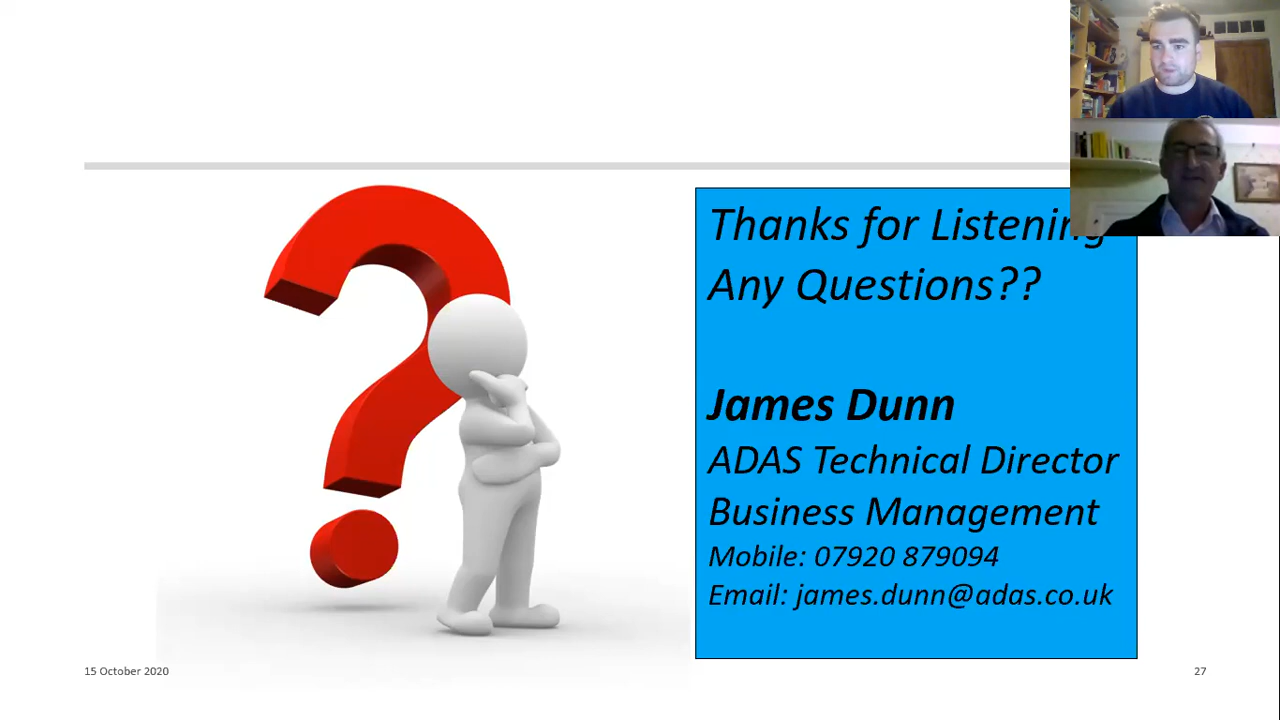 Thanks for Listening
Any Questions??
James Dunn
ADAS Technical Director
Business Management
Mobile: 07920 879094
Email: james.dunn@adas.co.uk
15 October 2020
27